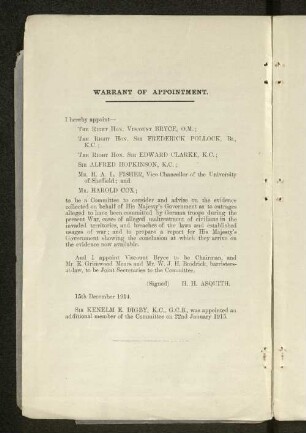 WARRANT OF APPOINTMENT.
I hereby appoint—
THE RIGHT HON. VISCOUNT BRYCE, O.M.;
THE RIGHT HON. SIR FREDERICK POLLOCK, Bt.,
K.C.;
THE RIGHT HON. SIR EDWARD CLARKE, K.C.;
SIR ALFRED HOPKINSON, K.C.;
MR. H. A. L. FISHER, Vice-Chancellor of the University
of Sheffield; and
MR. HAROLD COX;
to be a Committee to consider and advise on the evidence
collected on behalf of His Majesty's Government as to outrages
alleged to have been committed by German troops during the
present War, cases of alleged maltreatment of civilians in the
invaded territories, and breaches of the laws and established
usages of war; and to prepare a report for His Majesty's
Government showing the conclusion at which they arrive on
the evidence now available.
And I appoint Viscount Bryce to be Chairman, and
Mr. E. Grimwood Mears and Mr. W. J. H. Brodrick, barristers-
at-law, to be Joint Secretaries to the Committee.
(Signed) H. H. ASQUITH.
15th December 1914.
SIR KENELM E. DIGBY, K.C., G.C.B., was appointed an
additional member of the Committee on 22nd January 1915.